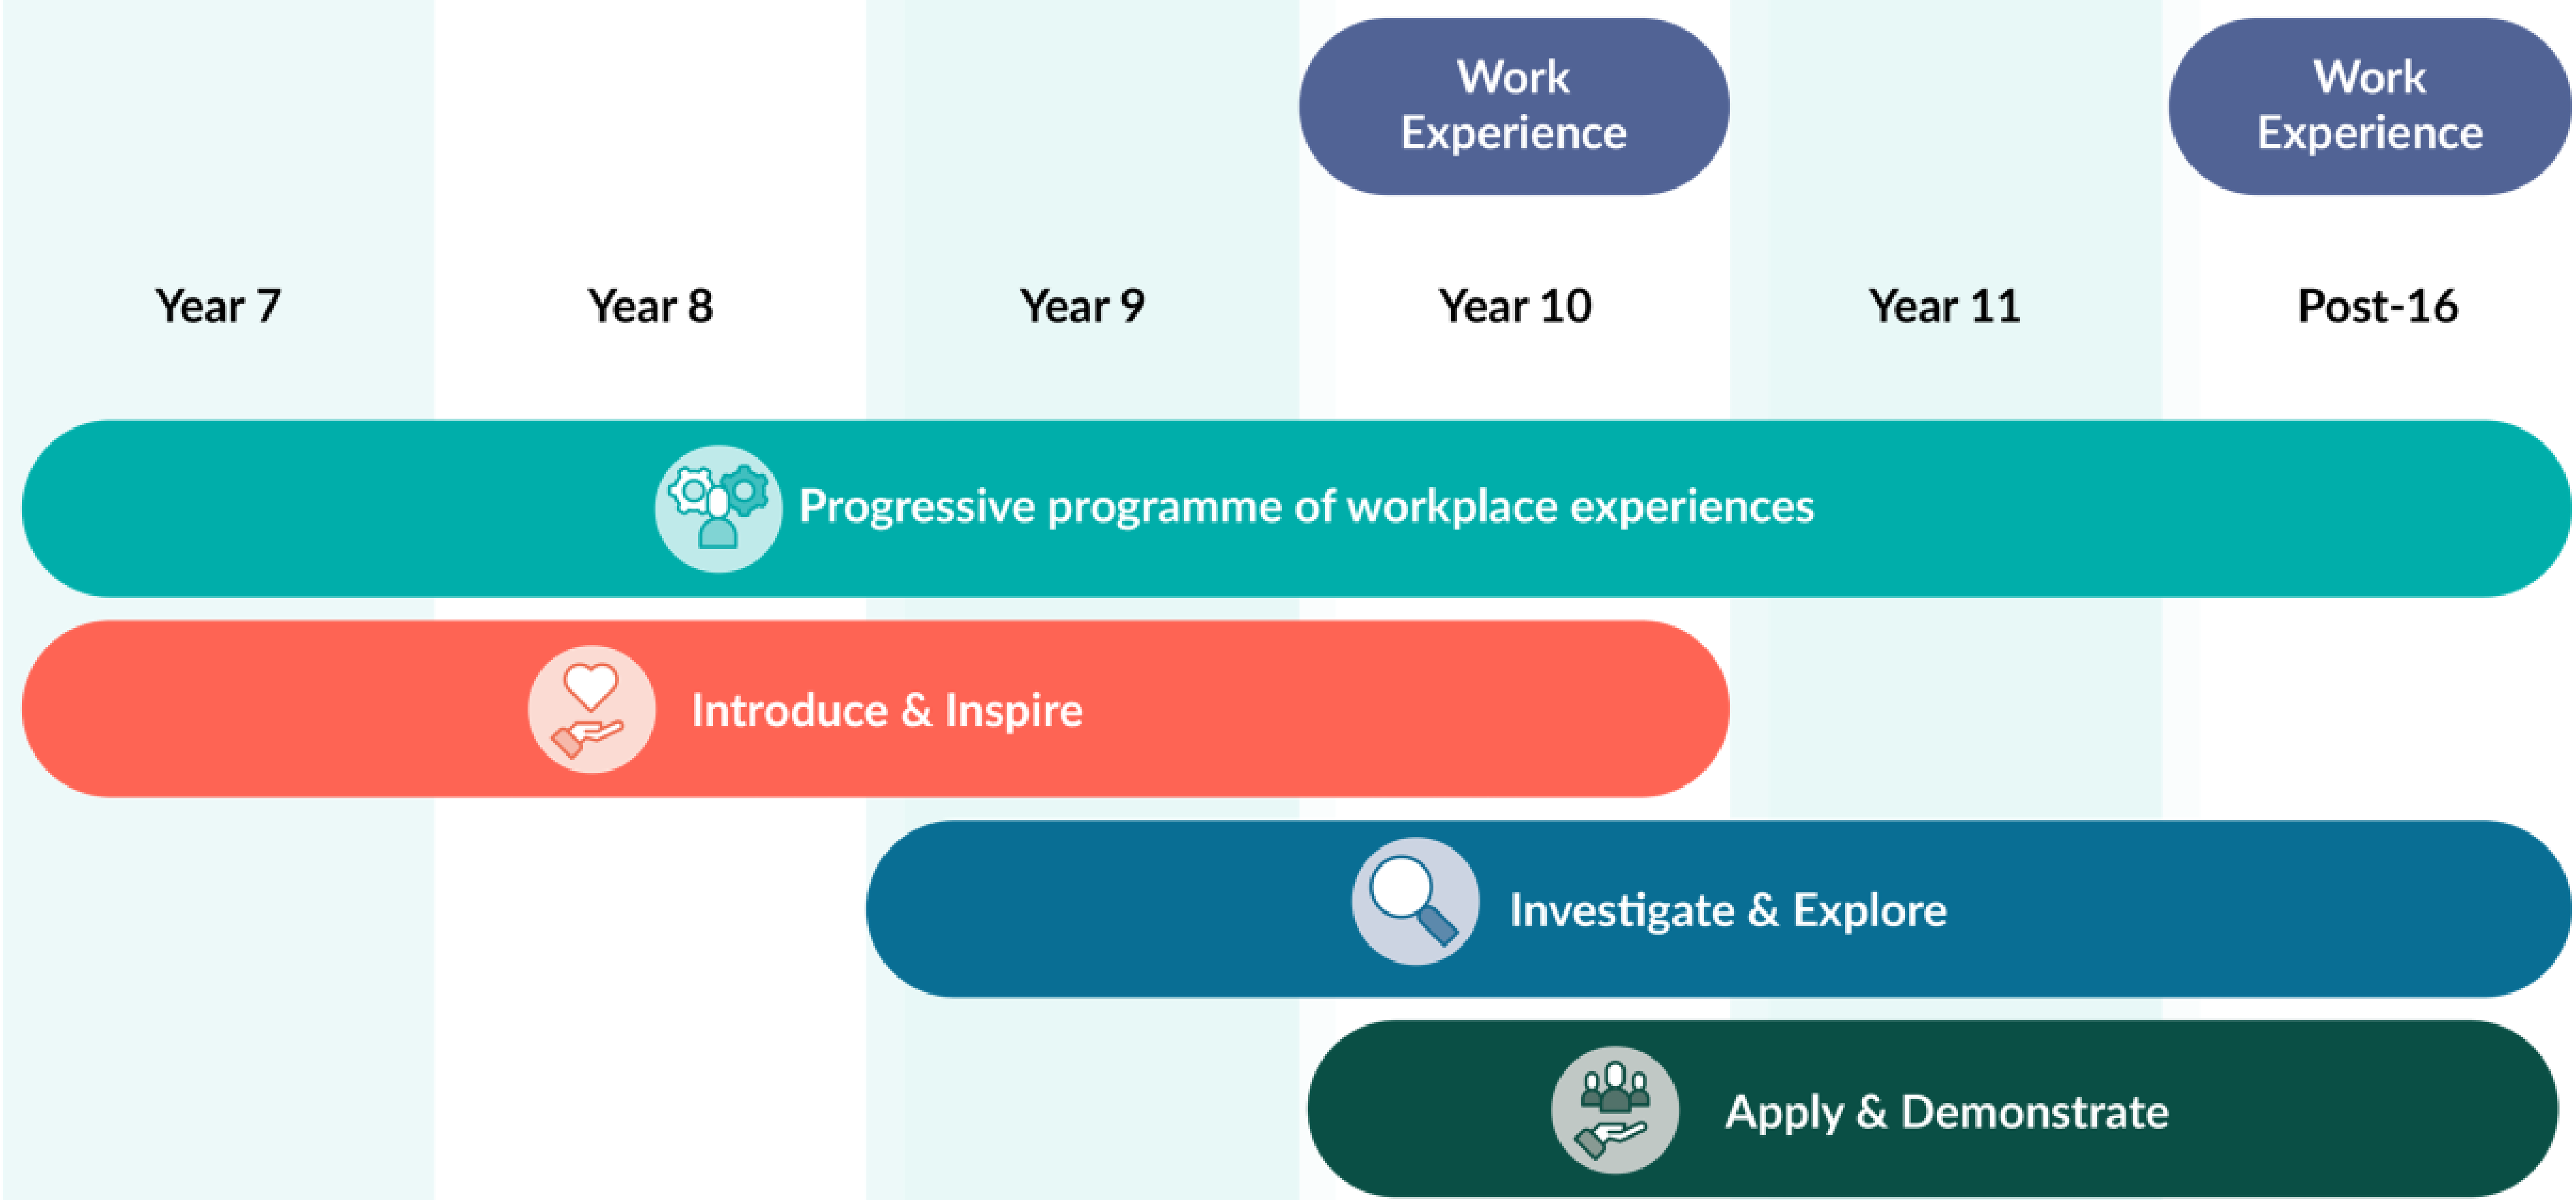 Work
Experience
Work
Experience
Year 7
Year 8
Year 9
Year 10
Year 11
Post-16
Progressive programme of workplace experiences
Introduce & Inspire
Investigate & Explore
Apply & Demonstrate